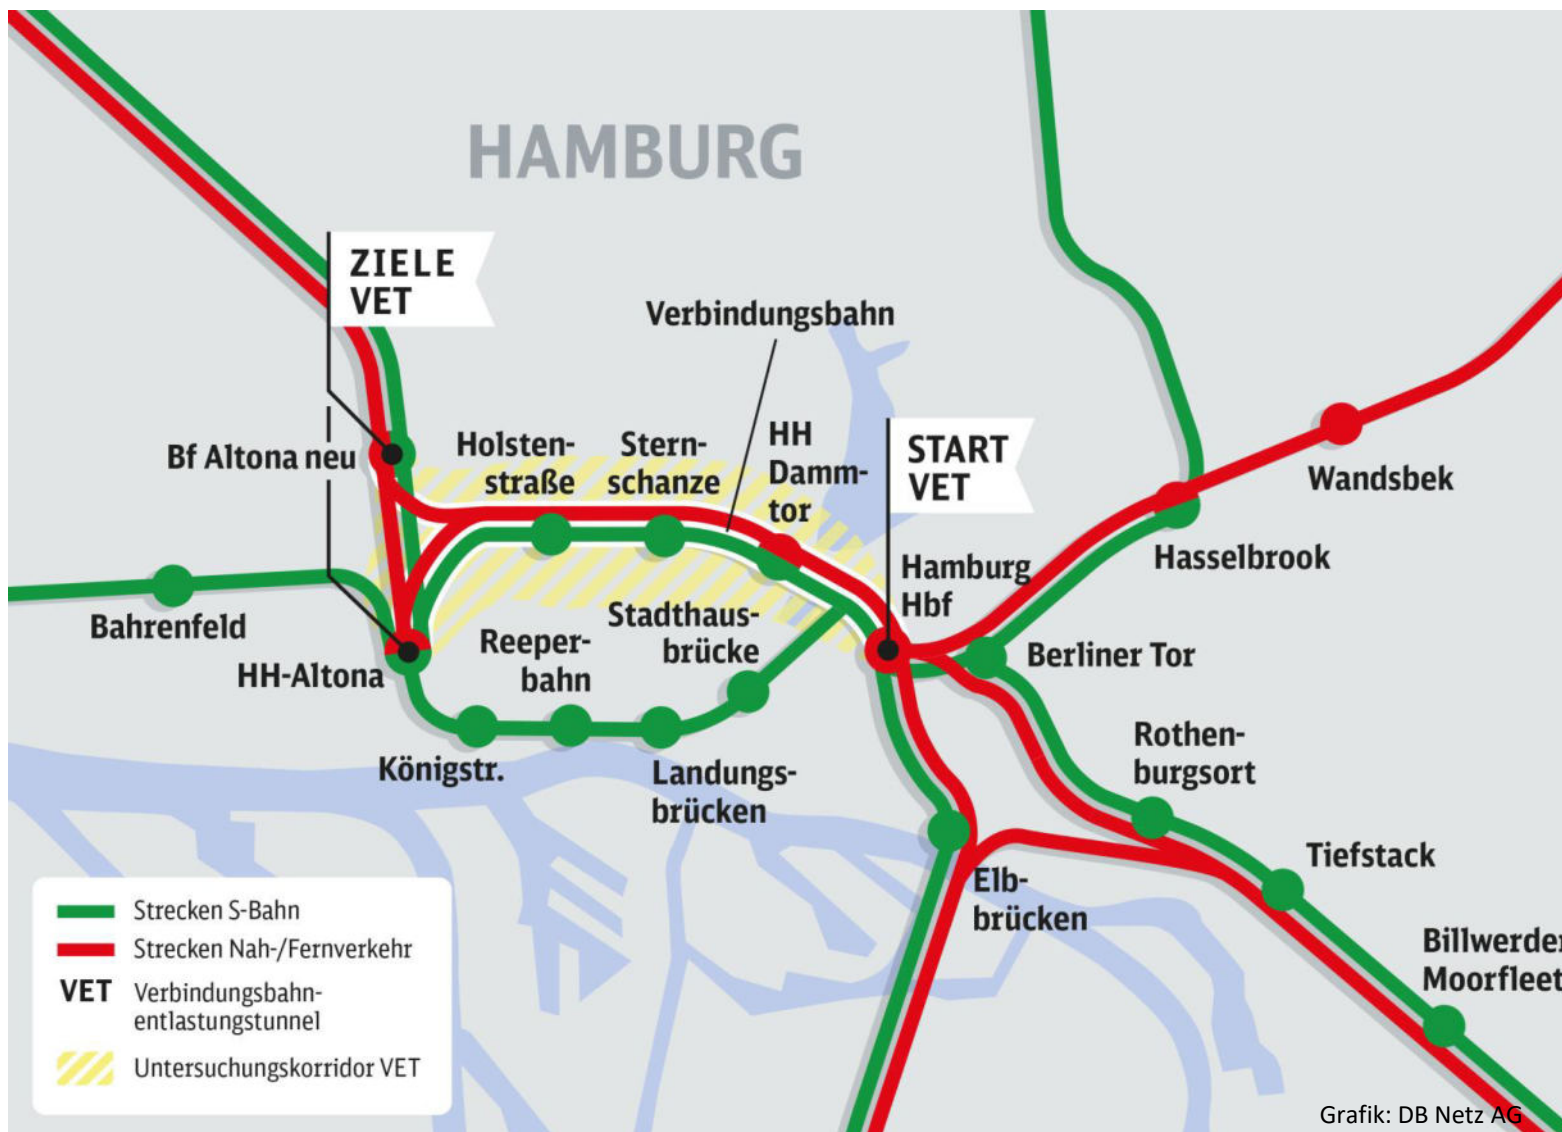 HAMBURG
ZIELE
VET
Verbindungsbahn
Bf Altona neu
Holsten-
straße
Stern-
schanze
HH
Damm-
tor
START
VET
Wandsbek
Hasselbrook
Hamburg
Hbf
Bahrenfeld
HH-Altona
Reeper-
bahn
Stadthaus-
brücke
Berliner Tor
Königstr.
Landungs-
brücken
Rothen-
burgsort
Tiefstack
Elb-
brücken
Billwerder
Moorfleet
Strecken S-Bahn
Strecken Nah-/Fernverkehr
VET Verbindungsbahn-
entlastungstunnel
Untersuchungskorridor VET
Grafik: DB Netz AG